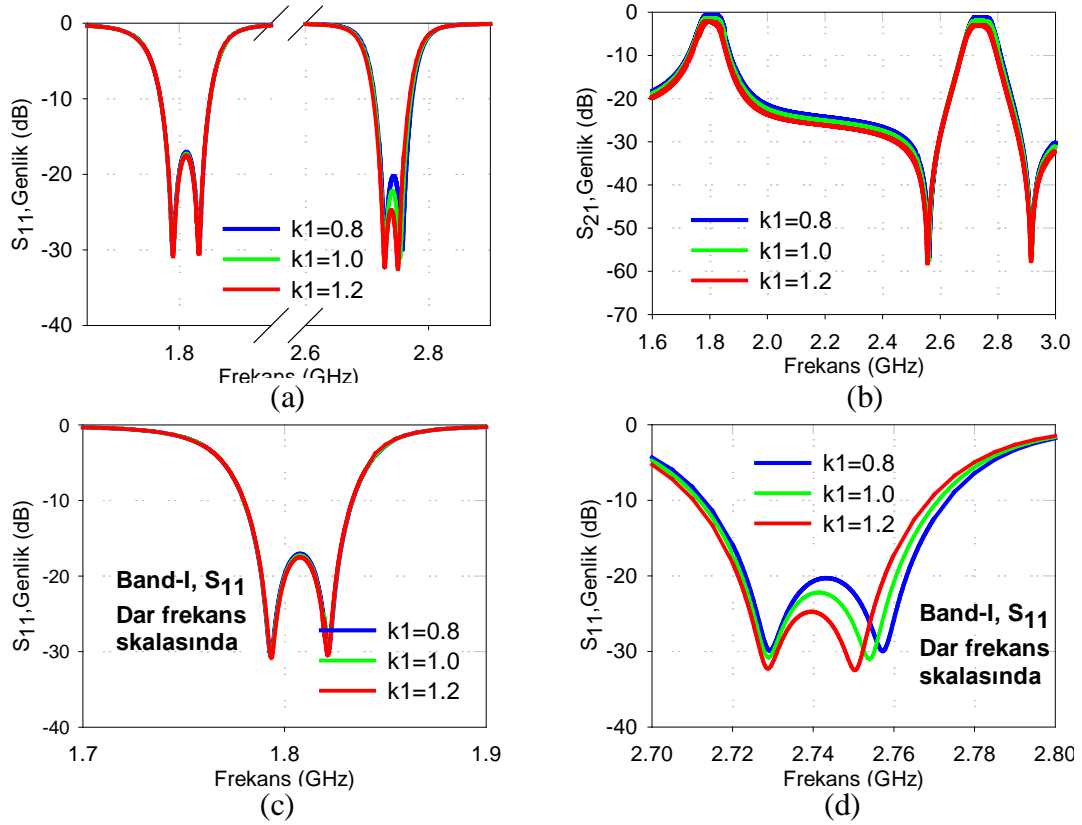 0
-10
-20
-30
-40
S11,Genlik (dB)
k1=0.8
k1=1.0
k1=1.2
1.8
2.6
2.8
Frekans (GHz)
(a)
0
-10
-20
-30
-40
-50
-60
-70
S21,Genlik (dB)
k1=0.8
k1=1.0
k1=1.2
1.6 1.8 2.0 2.2 2.4 2.6 2.8 3.0
Frekans (GHz)
(b)
0
-10
-20
-30
-40
S11,Genlik (dB)
Band-I, S11
Dar frekans
skalasında
k1=0.8
k1=1.0
k1=1.2
1.7 1.8 1.9
Frekans (GHz)
(c)
0
-10
-20
-30
-40
S11,Genlik (dB)
k1=0.8
k1=1.0
k1=1.2
Band-I, S11
Dar frekans
skalasında
2.70 2.72 2.74 2.76 2.78 2.80
Frekans (GHz)
(d)